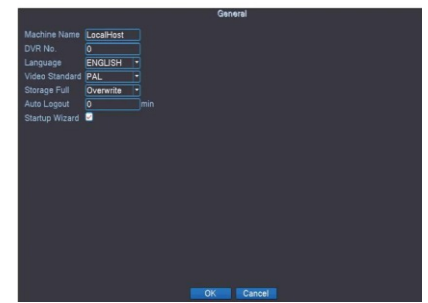 General
Machine Name LocalHost
DVR No. 0
Language ENGLISH
Video Standard PAL
Storage Full Overwrite
Auto Logout 0 min
Startup Wizard
OK Cancel